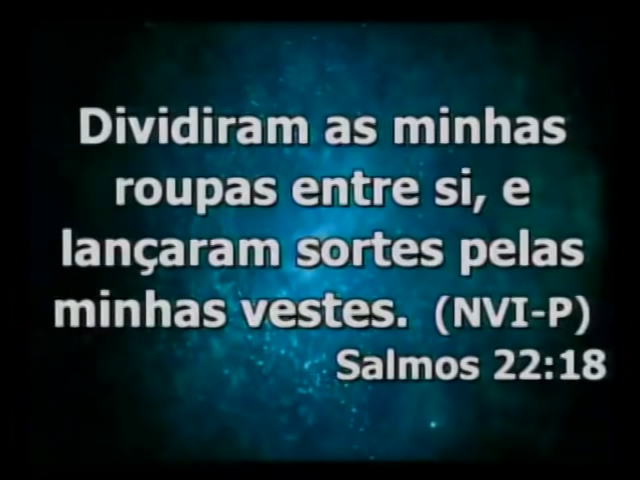 Dividiram as minhas
roupas entre si, e
lançaram sortes pelas
minhas vestes. (NVI-P)
Salmos 22:18